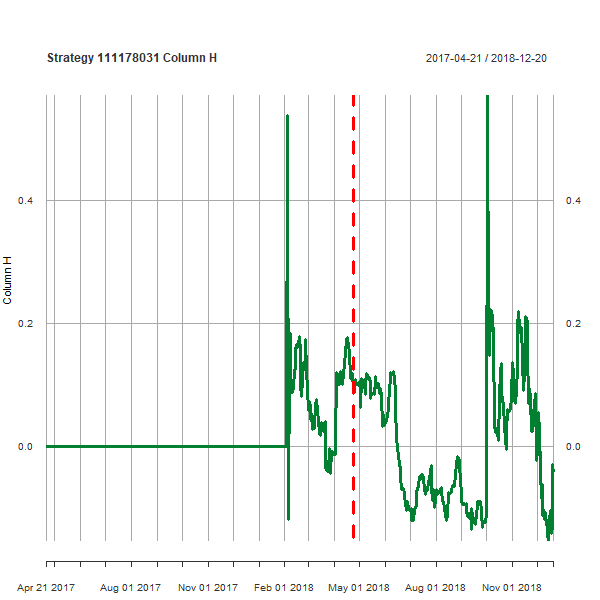 Strategy 111178031 Column H
2017-04-21 / 2018-12-20
Column H
0.4
0.4
0.2
0.2
0.0
0.0
Apr 21 2017
Aug 01 2017
Nov 01 2017
Feb 01 2018
May 01 2018
Aug 01 2018
Nov 01 2018